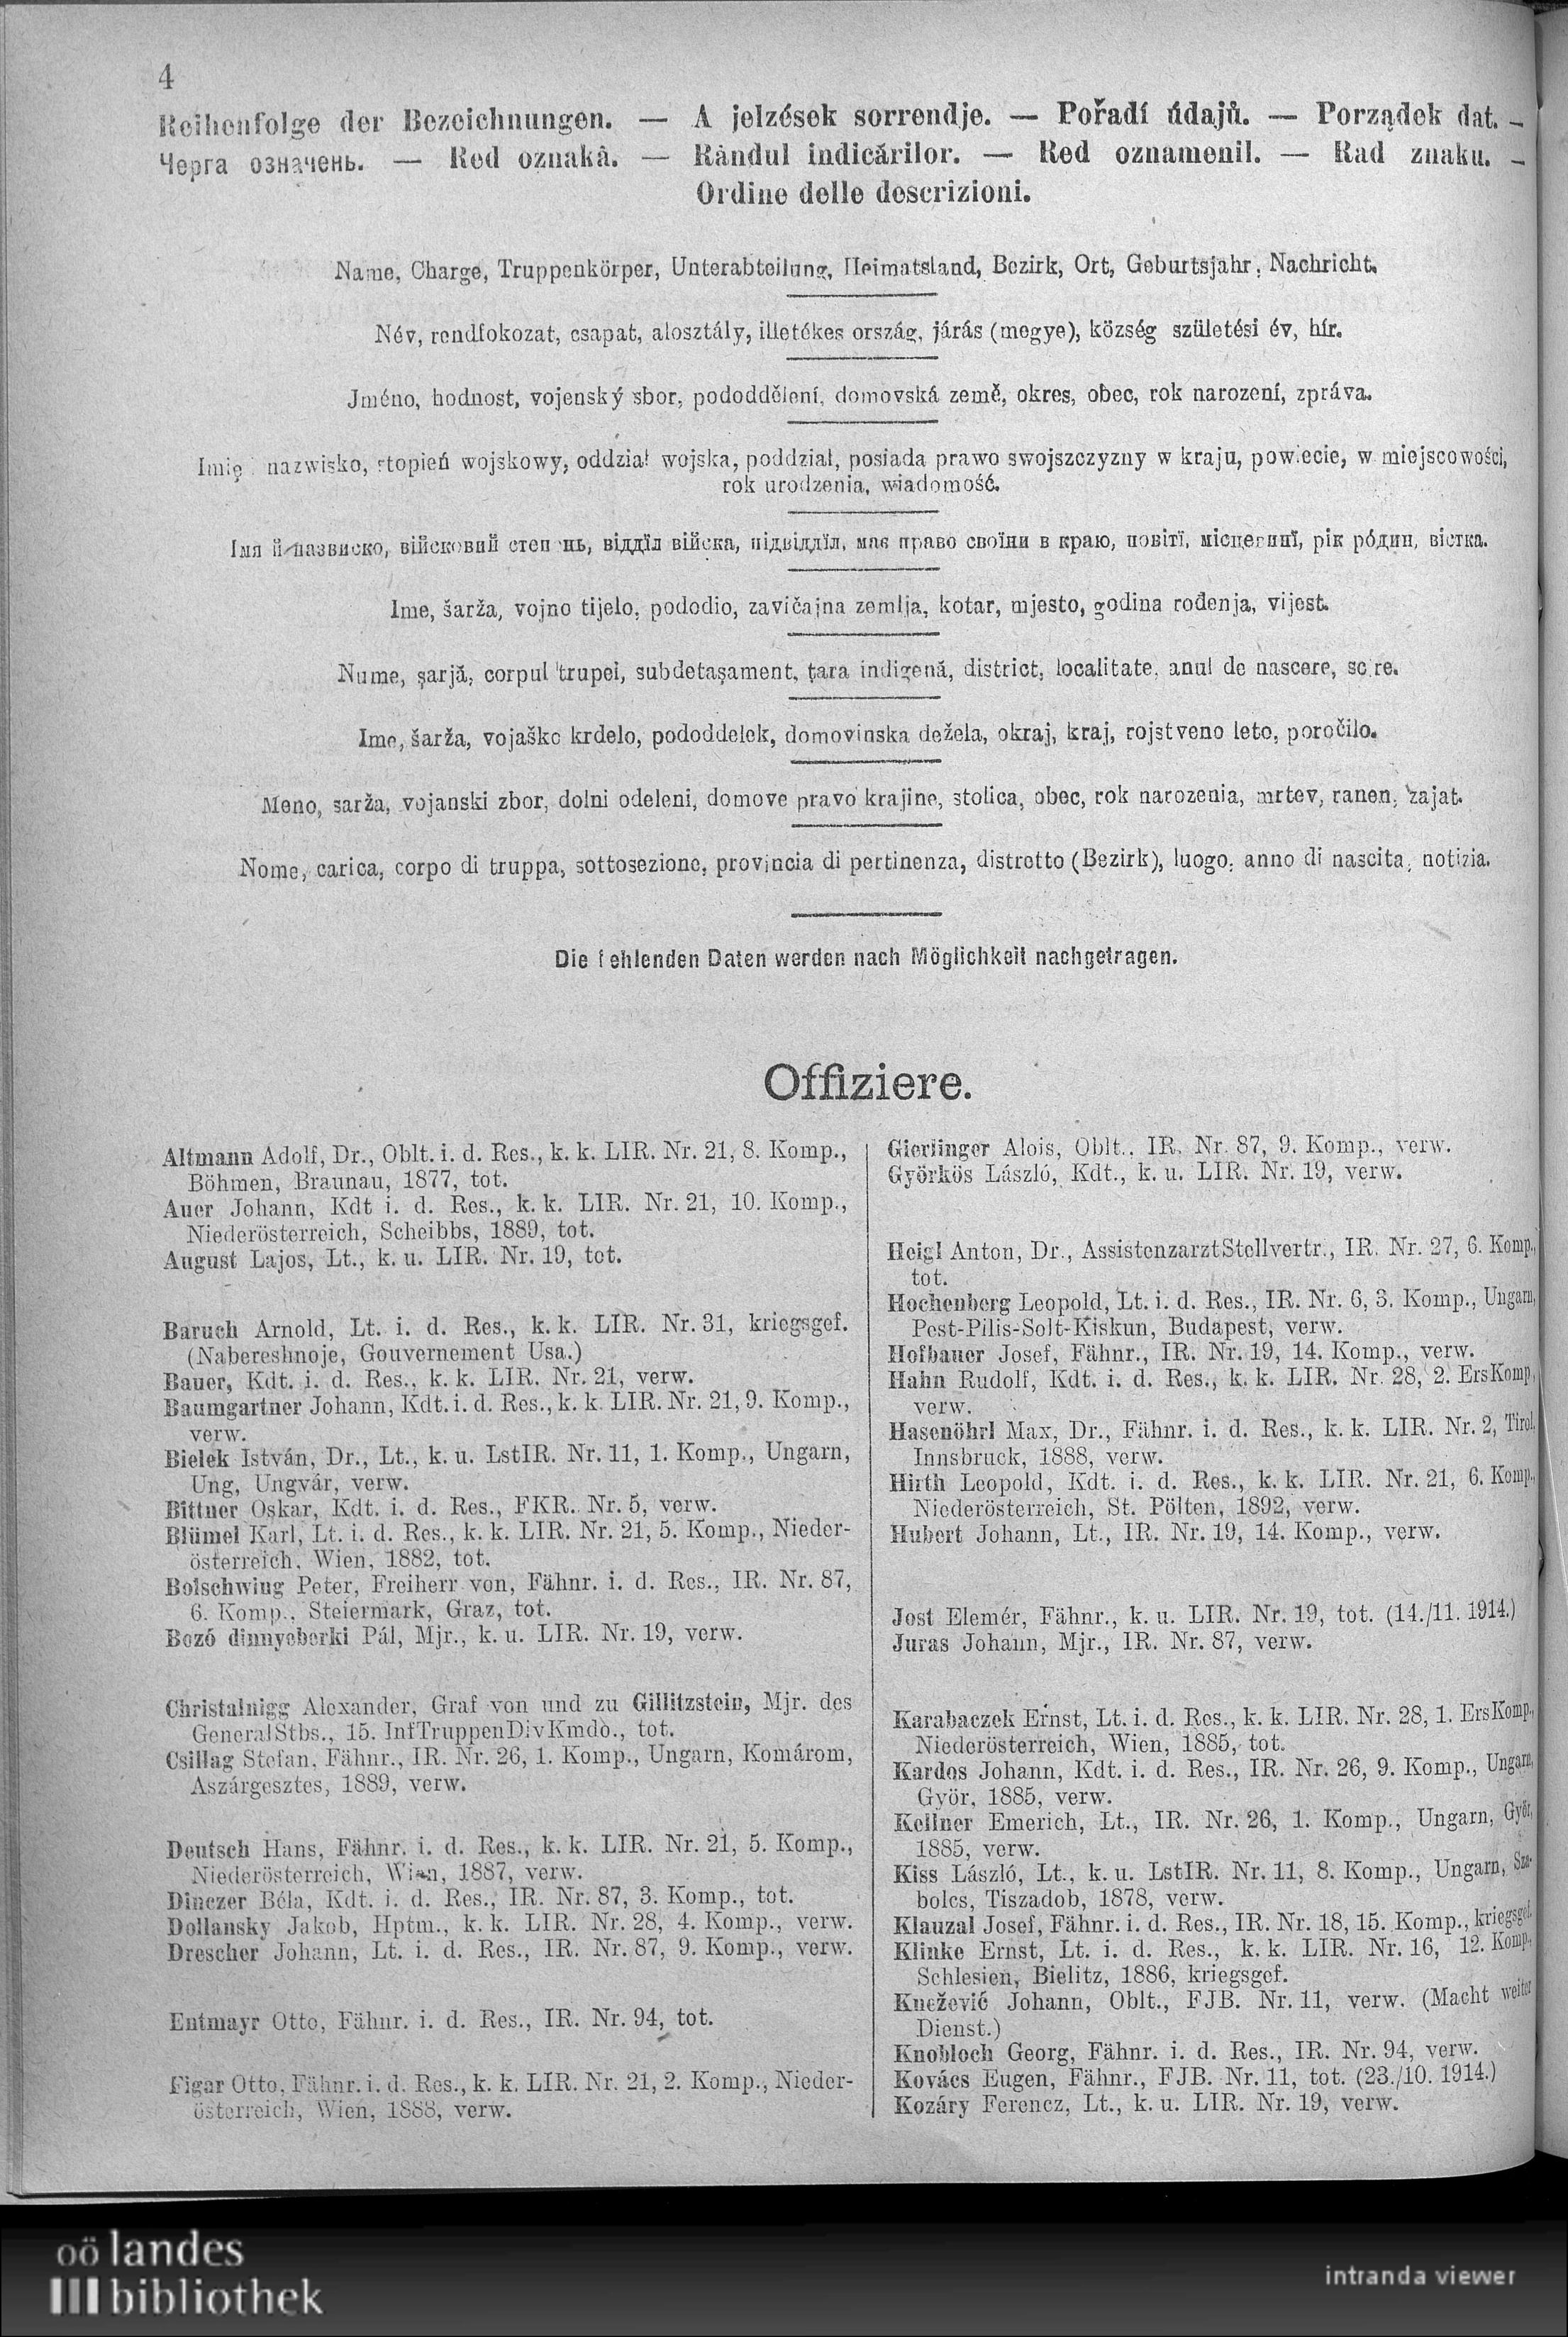 4
Reihenfolge der Bezeichnungen. — A jelzések sorrendje. — Pořadí údajů. — Porządek dat. –
Черга означень. — Red oznakâ. — Rândul indicărilor. — Red oznamenil. — Rad znaku. –
Ordine delle descrizioni.
Name, Charge, Truppenkörper, Unterabteilung, Heimatsland, Bezirk, Ort, Geburtsjahr, Nachricht.
Név, rendfokozat, csapat, alosztály, illetékes ország, járás (megye), község születési év, hír.
Jméno, hodnost, vojenský sbor, pododdělení, domovská země, okres, obec, rok narození, zpráva.
Imię nazwisko, stopień wojskowy, oddział wojska, poddział, posiada prawo swojszczyzny w kraju, powiecie, w miejscowości,
rok urodzenia, wiadomość.
Імя йназвиско, війсковий степень, віддїл війска, підвіддїл, має право своїни в краю, повітї, місцевинї, рік родин, вістка.
Ime, šarža, vojno tijelo, pododio, zavičajna zemlja, kotar, mjesto, godina rođenja, vijest.
Nume, șarjă, corpul trupei, subdetașament, țara indigenă, district, localitate, anul de nascere, scire.
Ime, šarža, vojaško krdelo, pododdelek, domovinska dežela, okraj, kraj, rojstveno leto, poročilo.
Meno, sarža, vojanski zbor, dolni odeleni, domove pravo krajine, stolica, obec, rok narozenia, mrtev, ranen, zajat.
Nome, carica, corpo di truppa, sottosezione, provincia di pertinenza, distretto (Bezirk), luogo, anno di nascita, notizia.
Die fehlenden Daten werden nach Möglichkeit nachgetragen.
Offiziere.
Altmann Adolf, Dr., Oblt. i. d. Res., k. k. LIR. Nr. 21, 8. Komp.,
Böhmen, Braunau, 1877, tot.
Auer Johann, Kdt i. d. Res., k. k. LIR. Nr. 21, 10. Komp.,
Niederösterreich, Scheibbs, 1889, tot.
August Lajos, Lt., k. u. LIR. Nr. 19, tot.
Baruch Arnold, Lt. i. d. Res., k. k. LIR. Nr. 31, kriegsgef.
(Nabereshnoje, Gouvernement Usa.)
Bauer, Kdt. i. d. Res., k. k. LIR. Nr. 21, verw.
Baumgartner Johann, Kdt. i. d. Res., k. k. LIR. Nr. 21, 9. Komp.,
verw.
Bielek István, Dr., Lt., k. u. LstIR. Nr. 11, 1. Komp., Ungarn,
Ung, Ungvár, verw.
Bittner Oskar, Kdt. i. d. Res., FKR. Nr. 5, verw.
Blümel Karl, Lt. i. d. Res., k. k. LIR. Nr. 21, 5. Komp., Nieder-
österreich, Wien, 1882, tot.
Bolschwing Peter, Freiherr von, Fähnr. i. d. Res., IR. Nr. 87,
6. Komp., Steiermark, Graz, tot.
Bozó dinnyeberki Pál, Mjr., k. u. LIR. Nr. 19, verw.
Christalnigg Alexander, Graf von und zu Gillitzstein, Mjr. des
GeneralStbs., 15. InfTruppenDivKmdo., tot.
Csillag Stefan, Fähnr., IR. Nr. 26, 1. Komp., Ungarn, Komárom,
Aszárgesztes, 1889, verw.
Deutsch Hans, Fähnr. i. d. Res., k. k. LIR. Nr. 21, 5. Komp.,
Niederösterreich, Wien, 1887, verw.
Dinczer Béla, Kdt. i. d. Res., IR. Nr. 87, 3. Komp., tot.
Dollansky Jakob, Hptm., k. k. LIR. Nr. 28, 4. Komp., verw.
Drescher Johann, Lt. i. d. Res., IR. Nr. 87, 9. Komp., verw.
Entmayr Otto, Fähnr. i. d. Res., IR. Nr. 94, tot.
Figar Otto, Fähnr. i. d. Res., k. k. LIR. Nr. 21, 2. Komp., Nieder-
österreich, Wien, 1888, verw.
Gierlinger Alois, Oblt., IR. Nr. 87, 9. Komp., verw.
Györkös László, Kdt., k. u. LIR. Nr. 19, verw.
Heigl Anton, Dr., AssistenzarztStellvertr., IR. Nr. 27, 6. Komp.,
tot.
Hochenberg Leopold, Lt. i. d. Res., IR. Nr. 6, 3. Komp., Ungarn,
Pest-Pilis-Solt-Kiskun, Budapest, verw.
Hofbauer Josef, Fähnr., IR. Nr. 19, 14. Komp., verw.
Hahn Rudolf, Kdt. i. d. Res., k. k. LIR. Nr. 28, 2. ErsKomp,
verw.
Hasenöhrl Max, Dr., Fähnr. i. d. Res., k. k. LIR. Nr. 2, Tirol,
Innsbruck, 1888, verw.
Hirth Leopold, Kdt. i. d. Res., k. k. LIR. Nr. 21, 6. Komp.,
Niederösterreich, St. Pölten, 1892, verw.
Hubert Johann, Lt., IR. Nr. 19, 14. Komp., verw.
Jost Elemér, Fähnr., k. u. LIR. Nr. 19, tot. (14./11. 1914.)
Juras Johann, Mjr., IR. Nr. 87, verw.
Karabaczek Ernst, Lt. i. d. Res., k. k. LIR. Nr. 28, 1. ErsKomp.,
Niederösterreich, Wien, 1885, tot.
Kardos Johann, Kdt. i. d. Res., IR. Nr. 26, 9. Komp., Ungarn,
Györ, 1885, verw.
Kellner Emerich, Lt., IR. Nr. 26, 1. Komp., Ungarn, Györ,
1885, verw.
Kiss László, Lt., k. u. LstIR. Nr. 11, 8. Komp., Ungarn, Sza-
bolcs, Tiszadob, 1878, verw.
Klauzal Josef, Fähnr. i. d. Res., IR. Nr. 18, 15. Komp., kriegsgef.
Klinke Ernst, Lt. i. d. Res., k. k. LIR. Nr. 16, 12. Komp.,
Schlesien, Bielitz, 1886, kriegsgef.
Knežević Johann, Oblt., FJB. Nr. 11, verw. (Macht weiter
Dienst.)
Knobloch Georg, Fähnr. i. d. Res., IR. Nr. 94, verw.
Kovács Eugen, Fähnr., FJB. Nr. 11, tot. (23./10. 1914.)
Kozáry Ferencz, Lt., k. u. LIR. Nr. 19, verw.
oö landes
bibliothek
intranda viewer